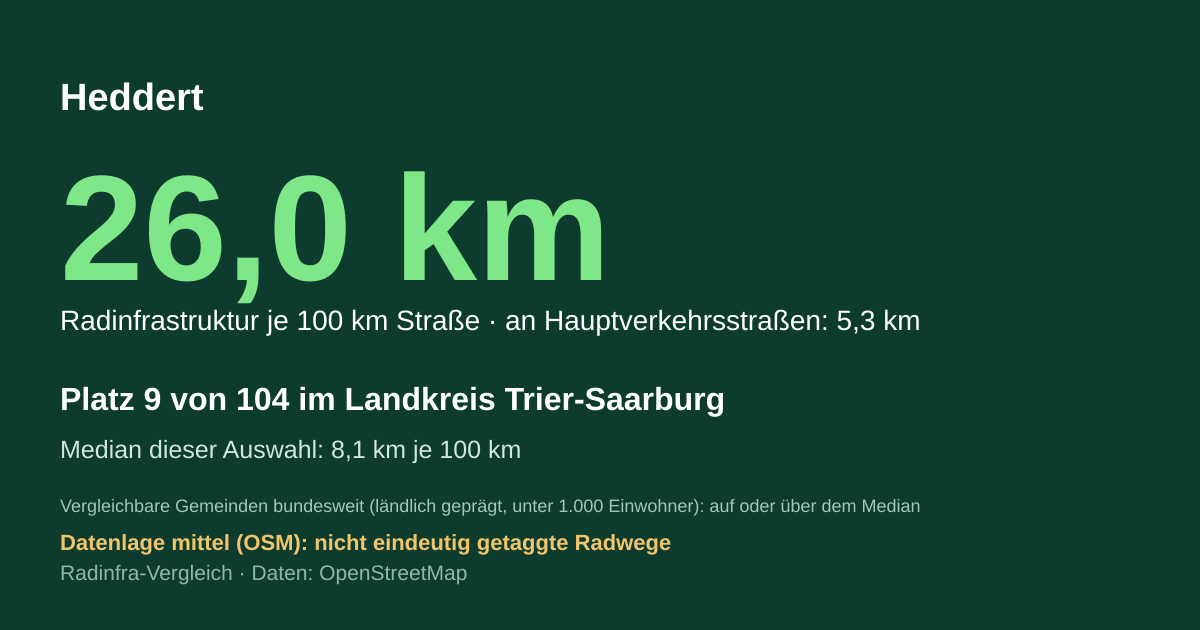 Heddert
26,0 km
Radinfrastruktur je 100 km Straße · an Hauptverkehrsstraßen: 5,3 km
Platz 9 von 104 im Landkreis Trier-Saarburg
Median dieser Auswahl: 8,1 km je 100 km
Vergleichbare Gemeinden bundesweit (ländlich geprägt, unter 1.000 Einwohner): auf oder über dem Median
Datenlage mittel (OSM): nicht eindeutig getaggte Radwege
Radinfra-Vergleich · Daten: OpenStreetMap